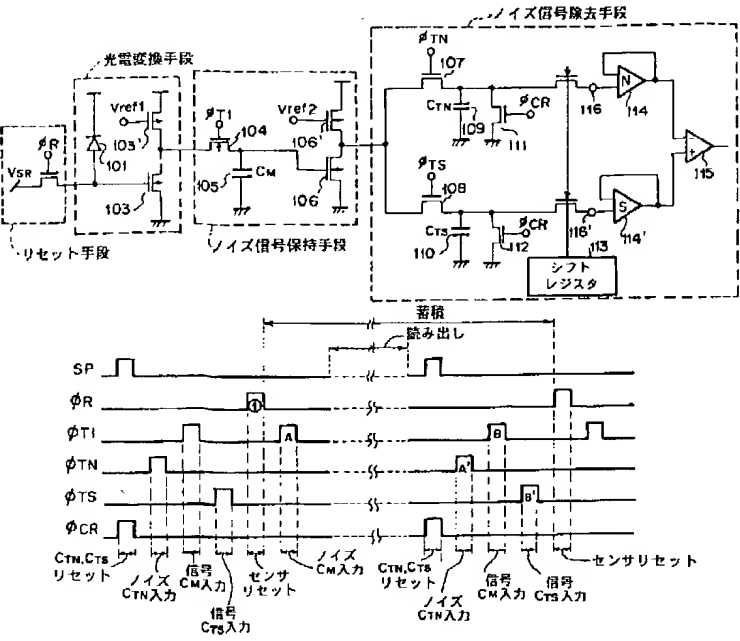 ノイズ信号除去手段
光電変換手段
φTN
107
Vref1
φT1
Vref2
φCR
116
N
114
103'
104
106'
CTN
109
111
φR
101
φTS
115
VSR
105
CM
108
103
106
S
リセット手段
ノイズ信号保持手段
CTS
110
112
φCR
116'
114'
113
シフト
レジスタ
蓄積
読み出し
SP
φR
①
φT1
A
B
φTN
A'
φTS
B'
φCR
CTN,CTS
リセット
ノイズ
CTN入力
信号
CM入力
信号
CTS入力
センサ
リセット
ノイズ
CM入力
CTN,CTS
リセット
ノイズ
CTN入力
信号
CM入力
信号
CTS入力
センサリセット